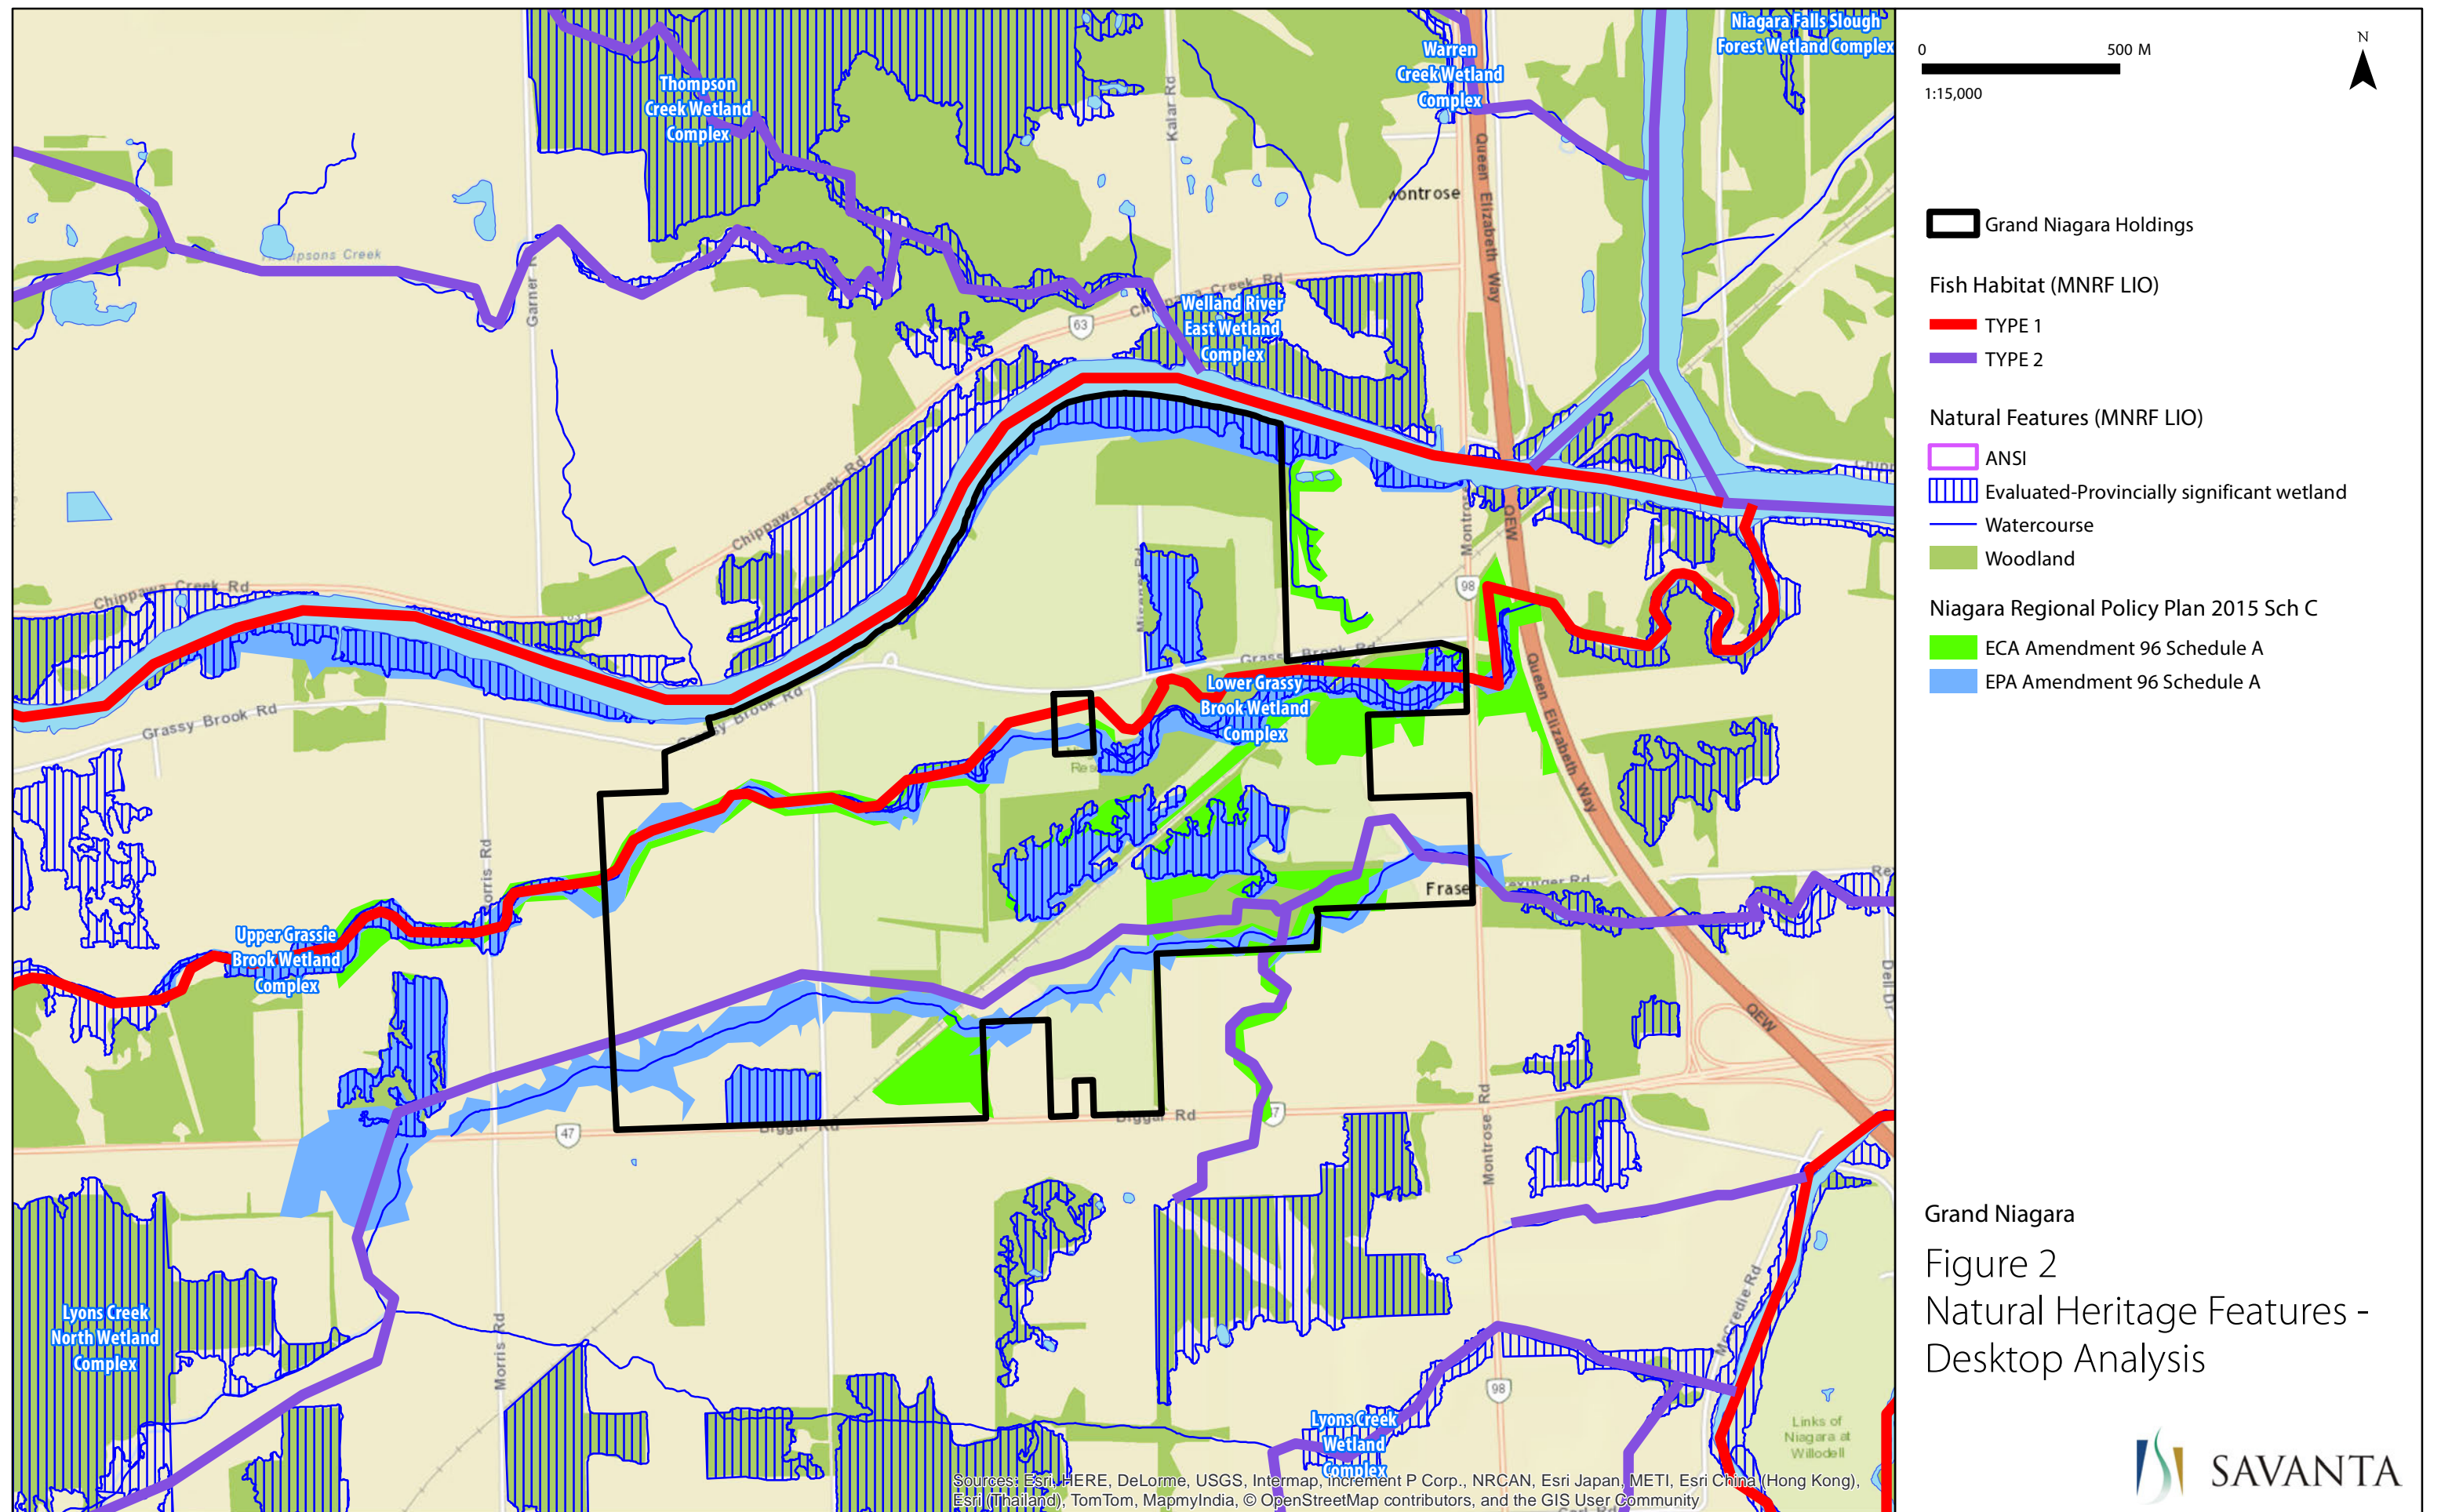 Niagara Falls Slough
Forest Wetland Complex
Warren
Creek Wetland
Complex
Thompson
Creek Wetland
Complex
Kalar Rd
Queen Elizabeth Way
Garner
Chippawa Creek Rd
63
Welland River
East Wetland
Complex
Chippawa Creek Rd
Chippawa Creek Rd
Montrose
QEW
98
Grassy Brook Rd
Grassy Brook Rd
Grassy Brook Rd
Lower Grassy
Brook Wetland
Complex
Queen Elizabeth Way
Upper Grassie
Brook Wetland
Complex
Dell Dr
QEW
47
Biggar Rd
Biggar Rd
Montrose Rd
Morris Rd
McCredie Rd
Lyons Creek
North Wetland
Complex
98
Lyons Creek
Wetland
Complex
Links of
Niagara at
Willodell
Sources: Esri, HERE, DeLorme, USGS, Intermap, increment P Corp., NRCAN, Esri Japan, METI, Esri China (Hong Kong),
Esri (Thailand), TomTom, MapmyIndia, © OpenStreetMap contributors, and the GIS User Community
0 500 M
1:15,000
N
Grand Niagara Holdings
Fish Habitat (MNRF LIO)
TYPE 1
TYPE 2
Natural Features (MNRF LIO)
ANSI
Evaluated-Provincially significant wetland
Watercourse
Woodland
Niagara Regional Policy Plan 2015 Sch C
ECA Amendment 96 Schedule A
EPA Amendment 96 Schedule A
Grand Niagara
Figure 2
Natural Heritage Features -
Desktop Analysis
SAVANTA